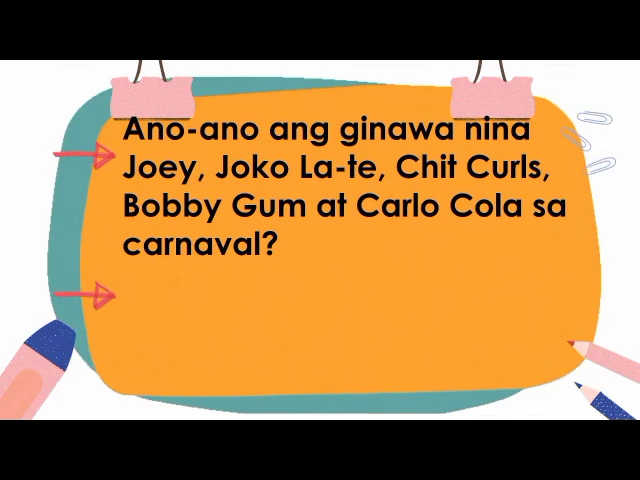 Ano-ano ang ginawa nina
Joey, Joko La-te, Chit Curls,
Bobby Gum at Carlo Cola sa
carnaval?